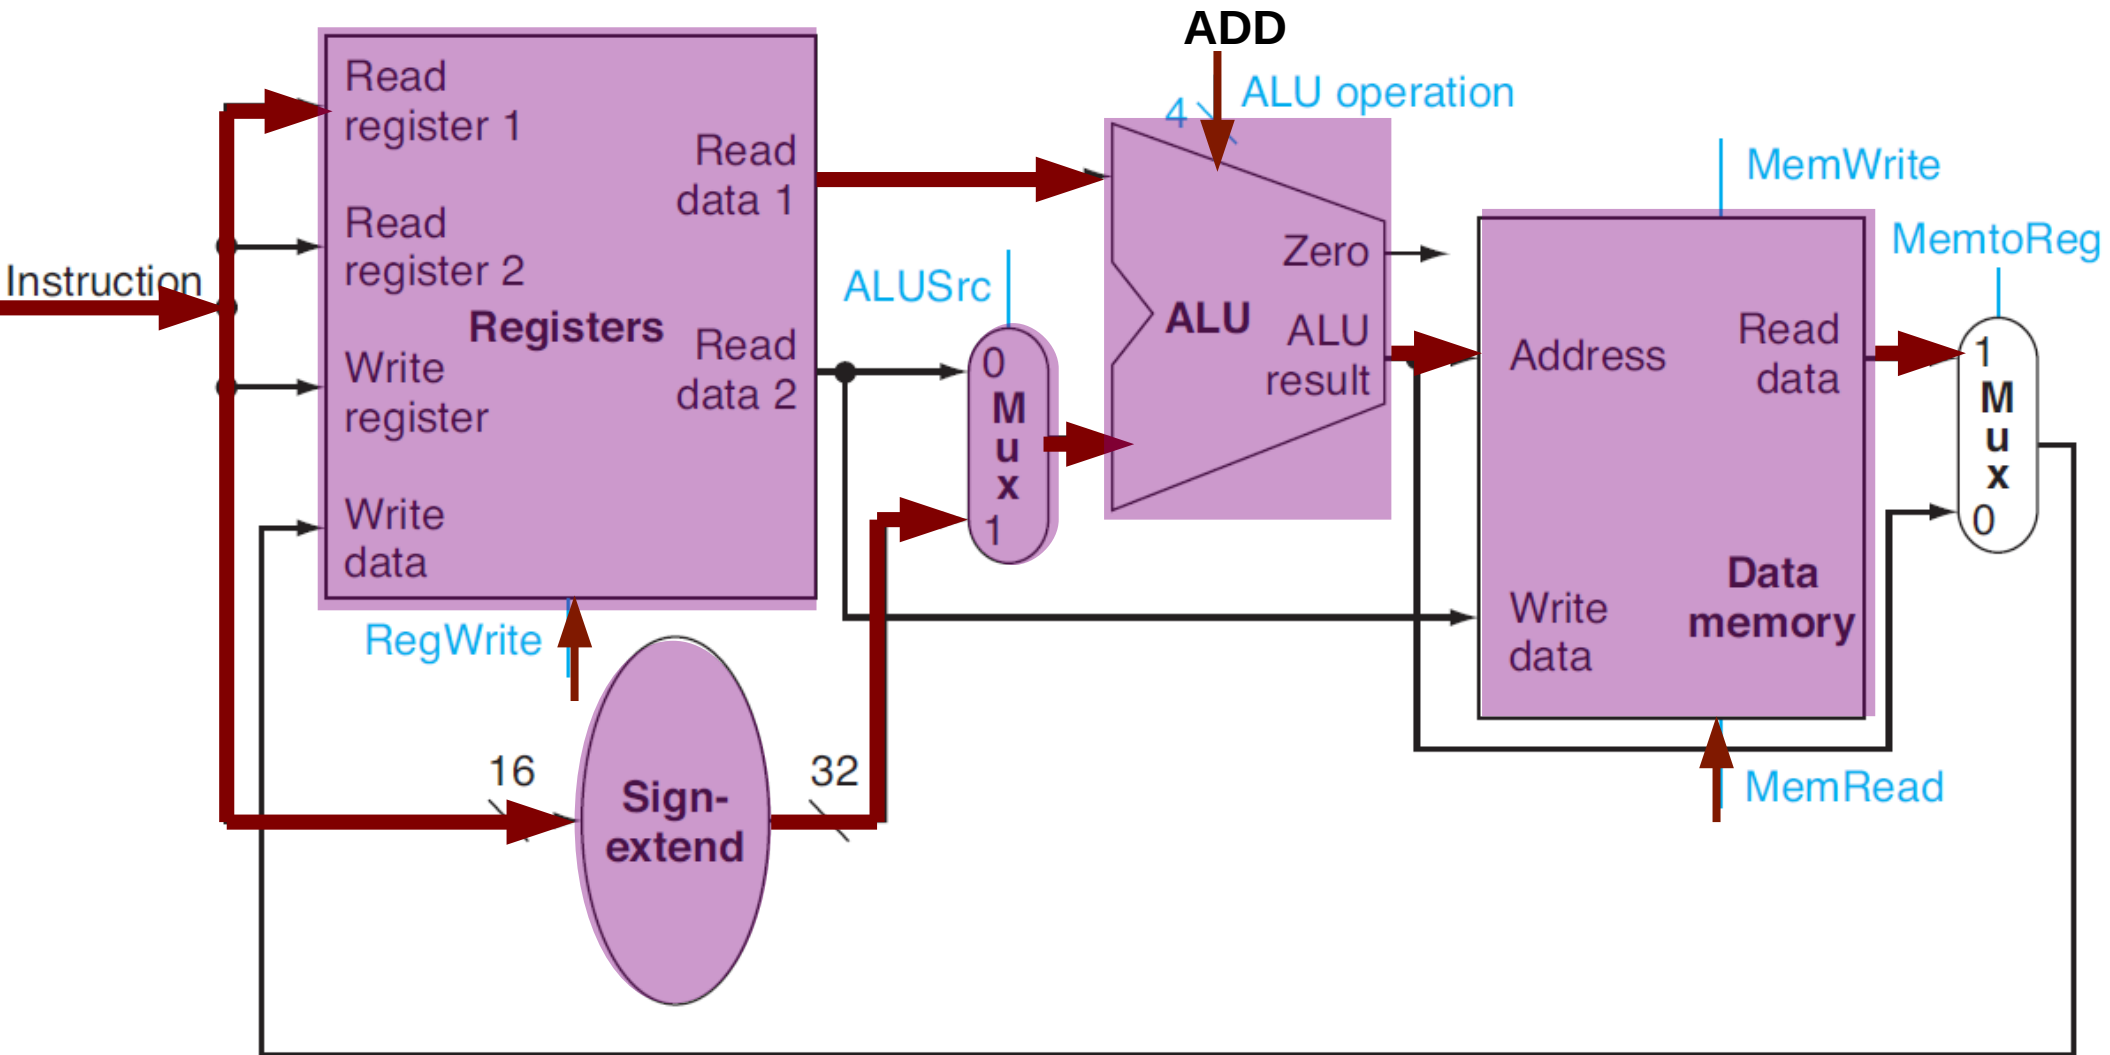 ADD
4
ALU operation
Read
register 1
Read
data 1
MemWrite
Read
register 2
MemtoReg
Instruction
Zero
ALUSrc
Registers
ALU
ALU
result
Read
data 2
Write
register
0
M
u
x
1
Address
Read
data
1
M
u
x
0
Write
data
Data
memory
Write
data
RegWrite
16
32
MemRead
Sign-
extend